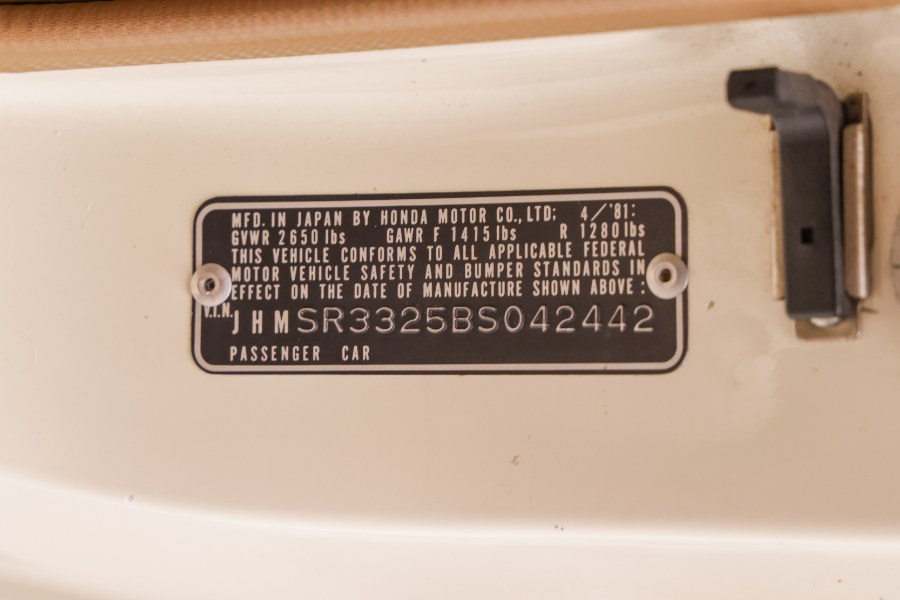 MFD. IN JAPAN BY HONDA MOTOR CO., LTD; 4/'81:
GVWR 2650 lbs GAWR F 1415 lbs R 1280 lbs
THIS VEHICLE CONFORMS TO ALL APPLICABLE FEDERAL
MOTOR VEHICLE SAFETY AND BUMPER STANDARDS IN
EFFECT ON THE DATE OF MANUFACTURE SHOWN ABOVE :
V.I.N. JHMSR3325BS042442
PASSENGER CAR